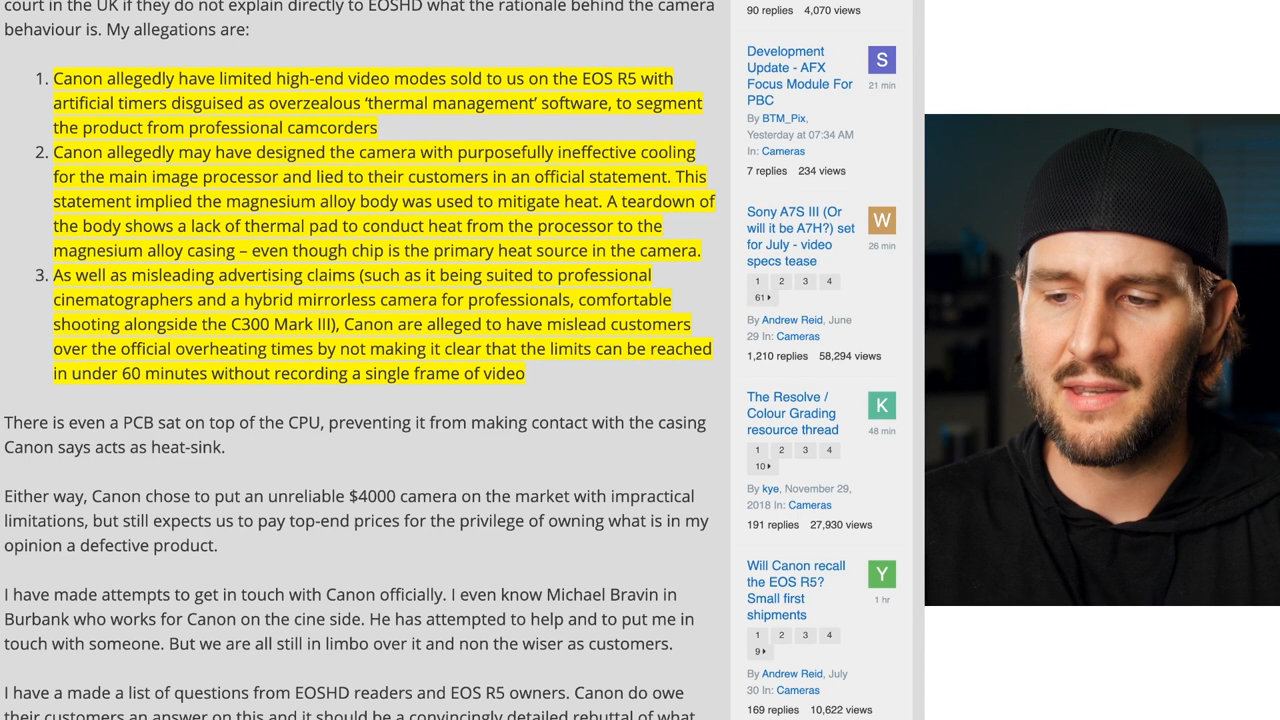 court in the UK if they do not explain directly to EOSHD what the rationale behind the camera
behaviour is. My allegations are:
1. Canon allegedly have limited high-end video modes sold to us on the EOS R5 with
artificial timers disguised as overzealous ‘thermal management’ software, to segment
the product from professional camcorders
2. Canon allegedly may have designed the camera with purposefully ineffective cooling
for the main image processor and lied to their customers in an official statement. This
statement implied the magnesium alloy body was used to mitigate heat. A teardown of
the body shows a lack of thermal pad to conduct heat from the processor to the
magnesium alloy casing – even though chip is the primary heat source in the camera.
3. As well as misleading advertising claims (such as it being suited to professional
cinematographers and a hybrid mirrorless camera for professionals, comfortable
shooting alongside the C300 Mark III), Canon are alleged to have mislead customers
over the official overheating times by not making it clear that the limits can be reached
in under 60 minutes without recording a single frame of video
There is even a PCB sat on top of the CPU, preventing it from making contact with the casing
Canon says acts as heat-sink.
Either way, Canon chose to put an unreliable $4000 camera on the market with impractical
limitations, but still expects us to pay top-end prices for the privilege of owning what is in my
opinion a defective product.
I have made attempts to get in touch with Canon officially. I even know Michael Bravin in
Burbank who works for Canon on the cine side. He has attempted to help and to put me in
touch with someone. But we are all still in limbo over it and non the wiser as customers.
I have a made a list of questions from EOSHD readers and EOS R5 owners. Canon do owe
their customers an answer on this and it should be a convincingly detailed rebuttal of what
90 replies 4,070 views
Development
Update - AFX
Focus Module For
PBC
S
21 min
By BTM_Pix,
Yesterday at 07:34 AM
In: Cameras
7 replies 234 views
Sony A7S III (Or
will it be A7H?) set
for July - video
specs tease
W
26 min
1 2 3 4
61
By Andrew Reid, June
29 In: Cameras
1,210 replies 58,294 views
The Resolve /
Colour Grading
resource thread
K
48 min
1 2 3 4
10
By kye, November 29,
2018 In: Cameras
191 replies 27,930 views
Will Canon recall
the EOS R5?
Small first
shipments
Y
1 hr
1 2 3 4
9
By Andrew Reid, July
30 In: Cameras
169 replies 10,622 views